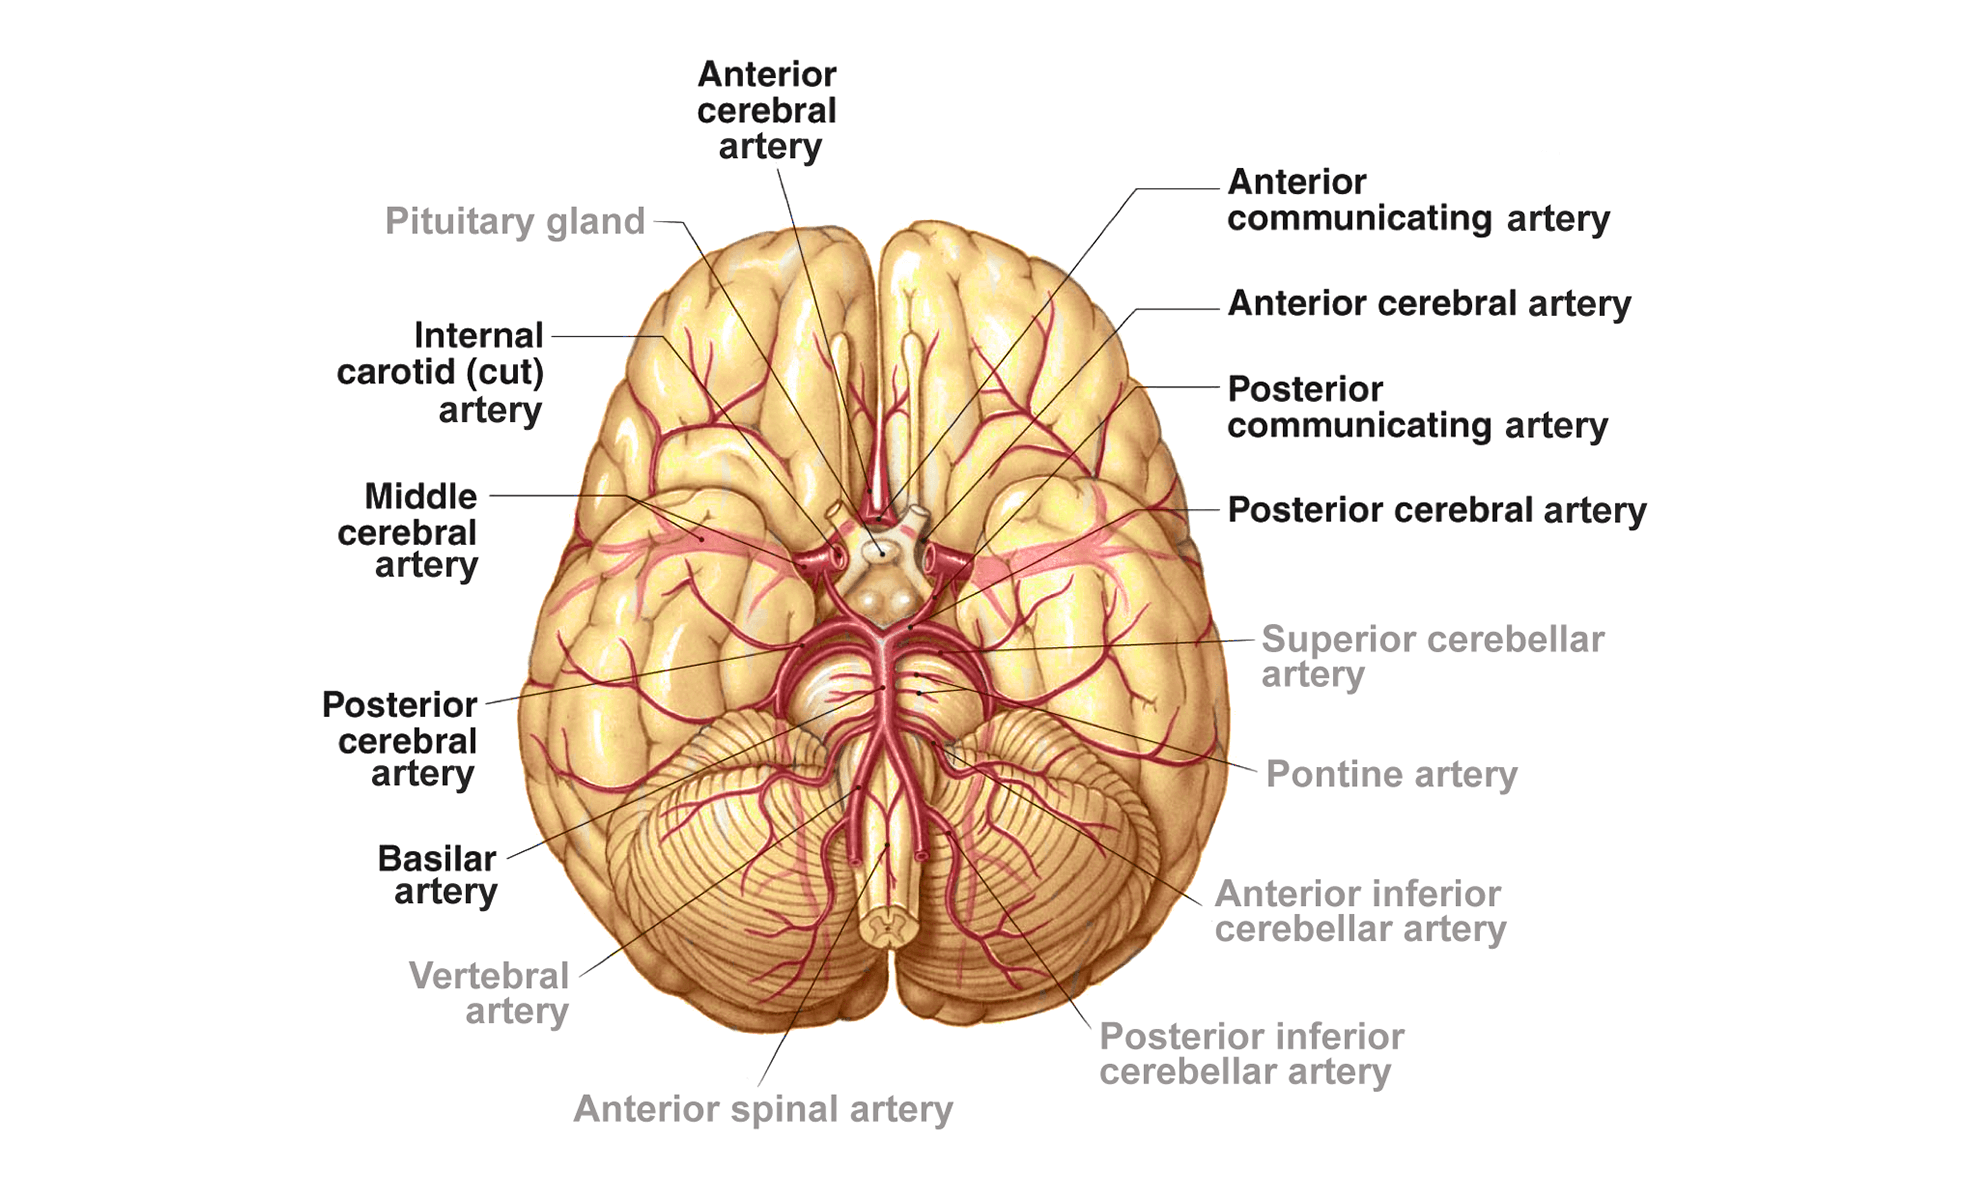 Anterior
cerebral
artery
Pituitary gland
Internal
carotid (cut)
artery
Middle
cerebral
artery
Posterior
cerebral
artery
Basilar
artery
Vertebral
artery
Anterior spinal artery
Anterior
communicating artery
Anterior cerebral artery
Posterior
communicating artery
Posterior cerebral artery
Superior cerebellar
artery
Pontine artery
Anterior inferior
cerebellar artery
Posterior inferior
cerebellar artery